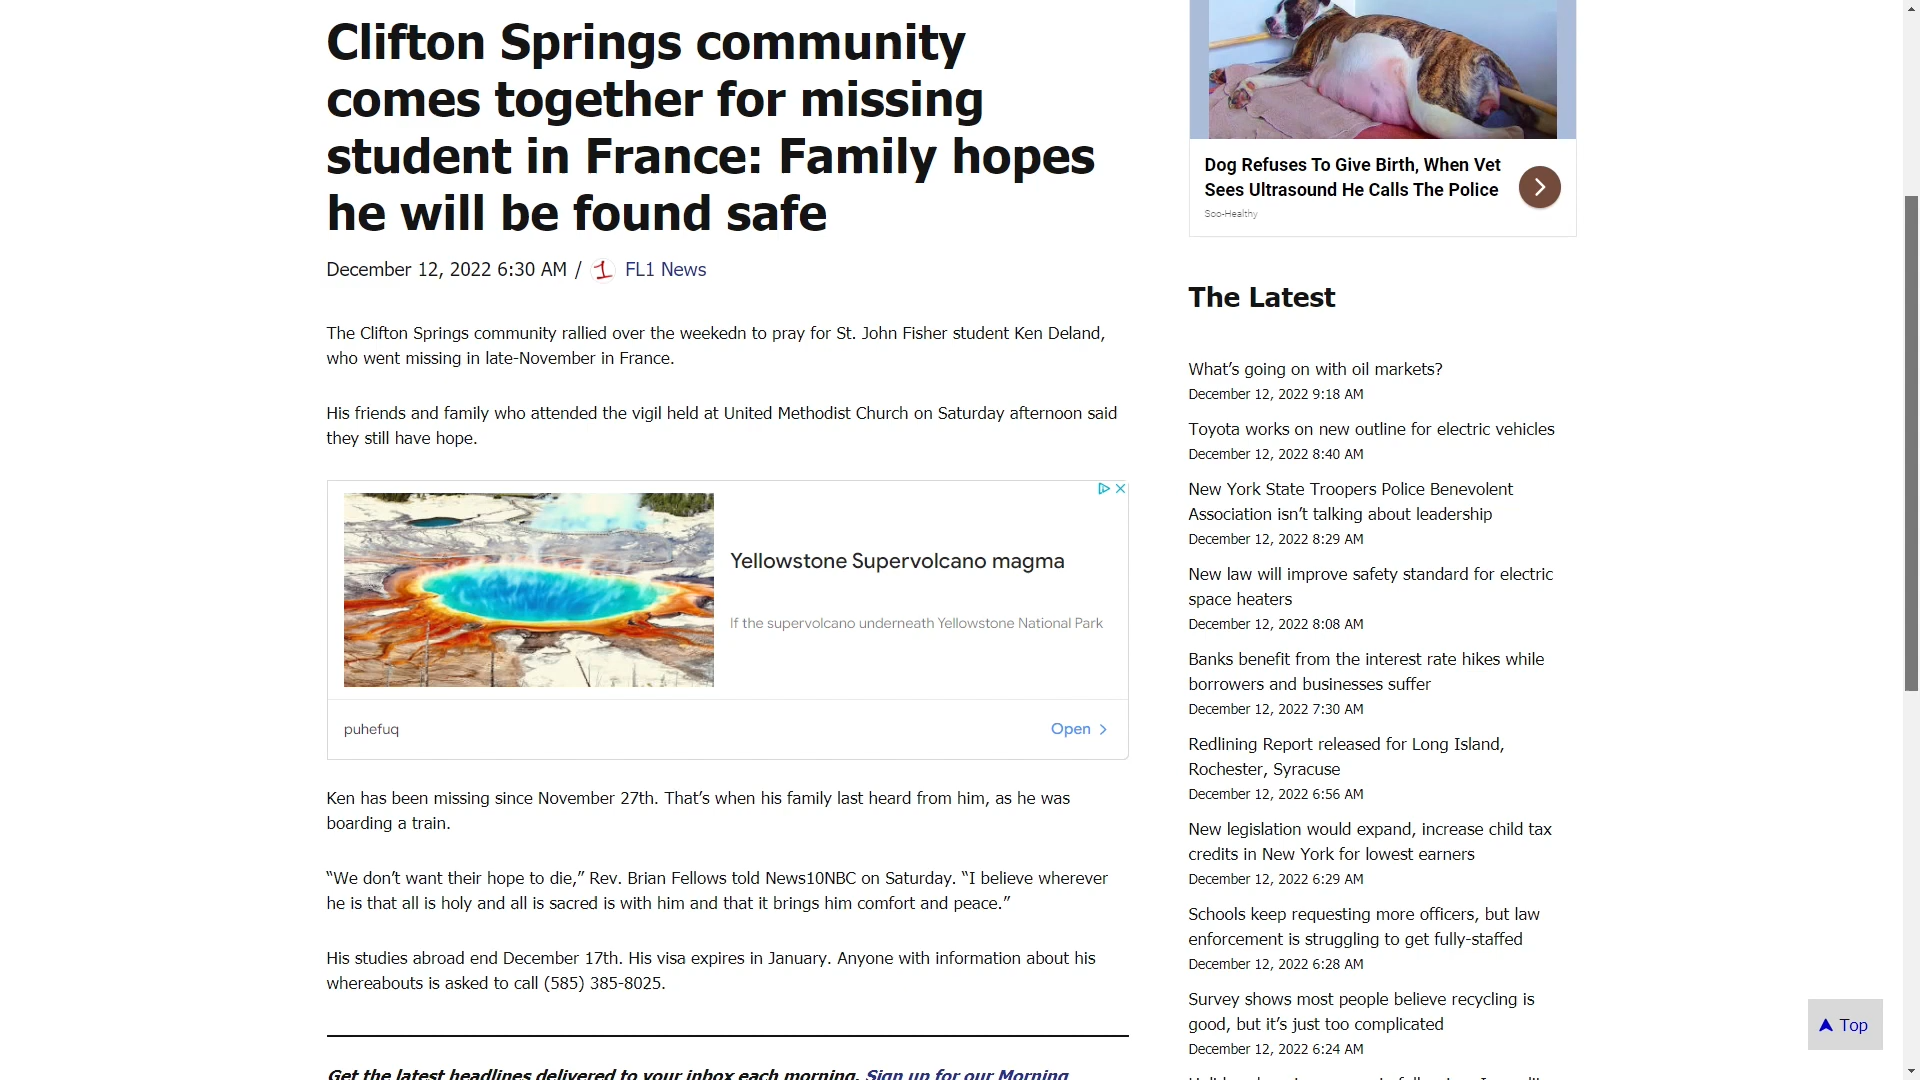 Clifton Springs community
comes together for missing
student in France: Family hopes
he will be found safe
December 12, 2022 6:30 AM / FL1 News
The Clifton Springs community rallied over the weekedn to pray for St. John Fisher student Ken Deland,
who went missing in late-November in France.
His friends and family who attended the vigil held at United Methodist Church on Saturday afternoon said
they still have hope.
Yellowstone Supervolcano magma
If the supervolcano underneath Yellowstone National Park
puhefuq
Open
Ken has been missing since November 27th. That’s when his family last heard from him, as he was
boarding a train.
“We don’t want their hope to die,” Rev. Brian Fellows told News10NBC on Saturday. “I believe wherever
he is that all is holy and all is sacred is with him and that it brings him comfort and peace.”
His studies abroad end December 17th. His visa expires in January. Anyone with information about his
whereabouts is asked to call (585) 385-8025.
Get the latest headlines delivered to your inbox each morning. Sign up for our Morning
Dog Refuses To Give Birth, When Vet
Sees Ultrasound He Calls The Police
Soo-Healthy
The Latest
What’s going on with oil markets?
December 12, 2022 9:18 AM
Toyota works on new outline for electric vehicles
December 12, 2022 8:40 AM
New York State Troopers Police Benevolent
Association isn’t talking about leadership
December 12, 2022 8:29 AM
New law will improve safety standard for electric
space heaters
December 12, 2022 8:08 AM
Banks benefit from the interest rate hikes while
borrowers and businesses suffer
December 12, 2022 7:30 AM
Redlining Report released for Long Island,
Rochester, Syracuse
December 12, 2022 6:56 AM
New legislation would expand, increase child tax
credits in New York for lowest earners
December 12, 2022 6:29 AM
Schools keep requesting more officers, but law
enforcement is struggling to get fully-staffed
December 12, 2022 6:28 AM
Survey shows most people believe recycling is
good, but it’s just too complicated
December 12, 2022 6:24 AM
Top